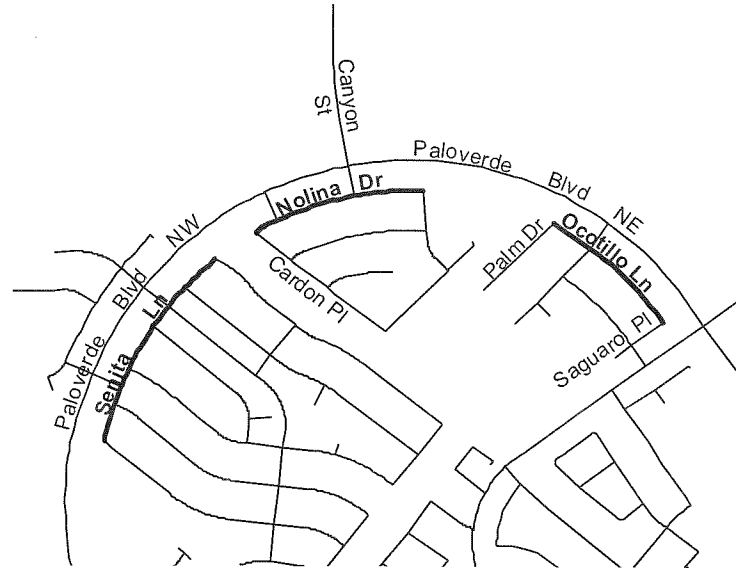 Canyon
St
Paloverde
Blvd
NE
Nolina Dr
Ocotillo Ln
NW
Palm Dr
Cardon Pl
Blvd
Ln
Saguaro Pl
Paloverde
Senita